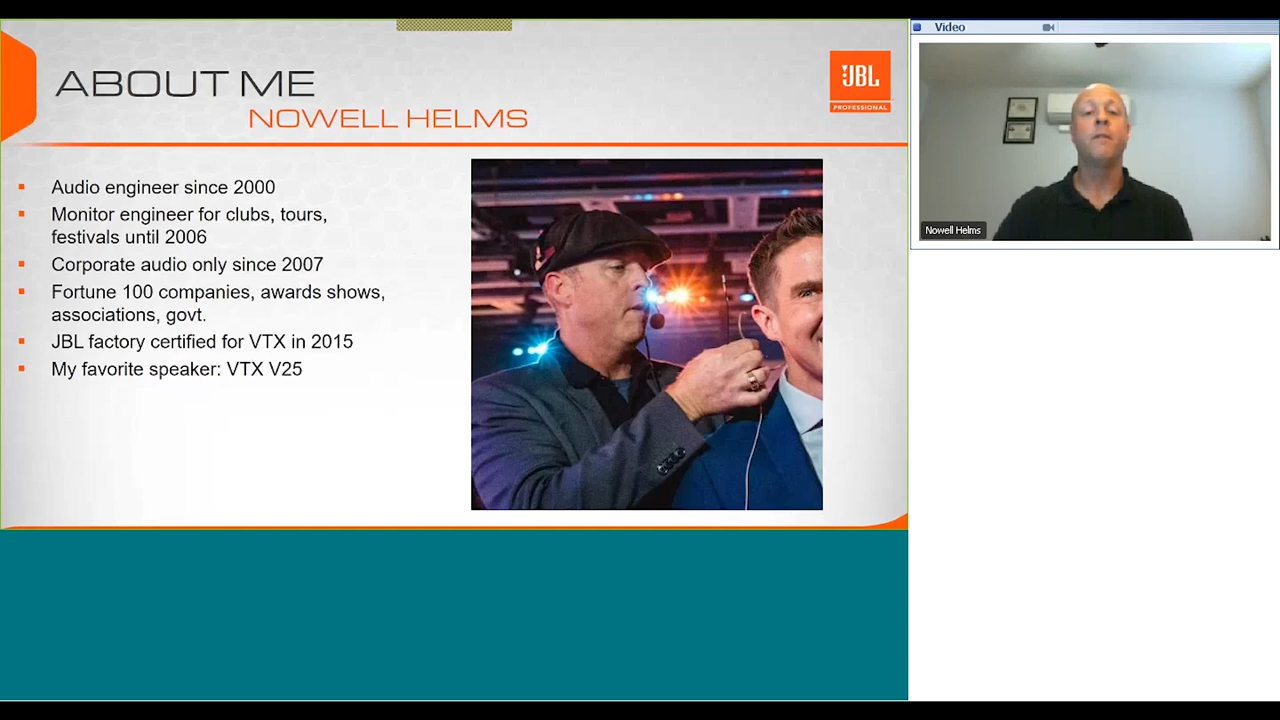 ABOUT ME
NOWELL HELMS
JBL
PROFESSIONAL
Audio engineer since 2000
Monitor engineer for clubs, tours,
festivals until 2006
Corporate audio only since 2007
Fortune 100 companies, awards shows,
associations, govt.
JBL factory certified for VTX in 2015
My favorite speaker: VTX V25
Video
Nowell Helms